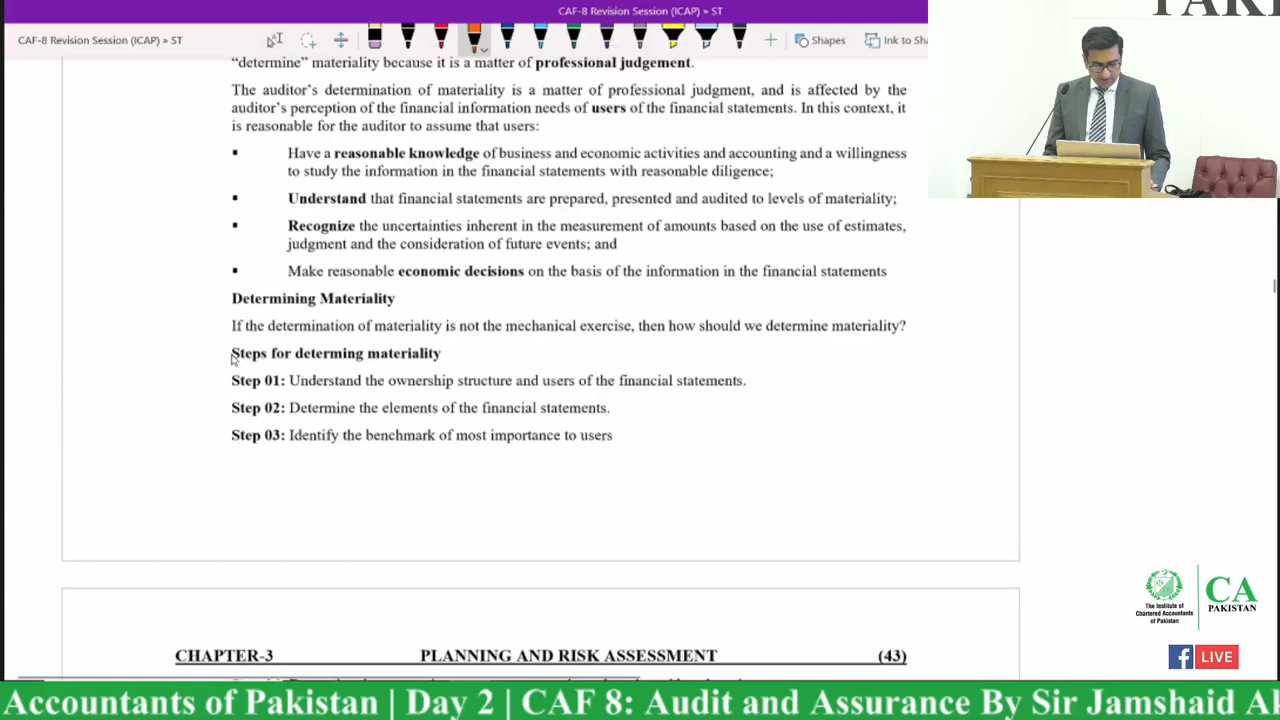 CAF-8 Revision Session (ICAP) > ST
CAF-8 Revision Session (ICAP) > ST
Shapes
Ink to Sha
“determine” materiality because it is a matter of professional judgement.
The auditor’s determination of materiality is a matter of professional judgment, and is affected by the
auditor’s perception of the financial information needs of users of the financial statements. In this context, it
is reasonable for the auditor to assume that users:
▪ Have a reasonable knowledge of business and economic activities and accounting and a willingness
to study the information in the financial statements with reasonable diligence;
▪ Understand that financial statements are prepared, presented and audited to levels of materiality;
▪ Recognize the uncertainties inherent in the measurement of amounts based on the use of estimates,
judgment and the consideration of future events; and
▪ Make reasonable economic decisions on the basis of the information in the financial statements
Determining Materiality
If the determination of materiality is not the mechanical exercise, then how should we determine materiality?
Steps for determing materiality
Step 01: Understand the ownership structure and users of the financial statements.
Step 02: Determine the elements of the financial statements.
Step 03: Identify the benchmark of most importance to users
CHAPTER-3 PLANNING AND RISK ASSESSMENT (43)
The Institute of
Chartered Accountants
of Pakistan
CA
PAKISTAN
LIVE
Accountants of Pakistan | Day 2 | CAF 8: Audit and Assurance By Sir Jamshaid Al